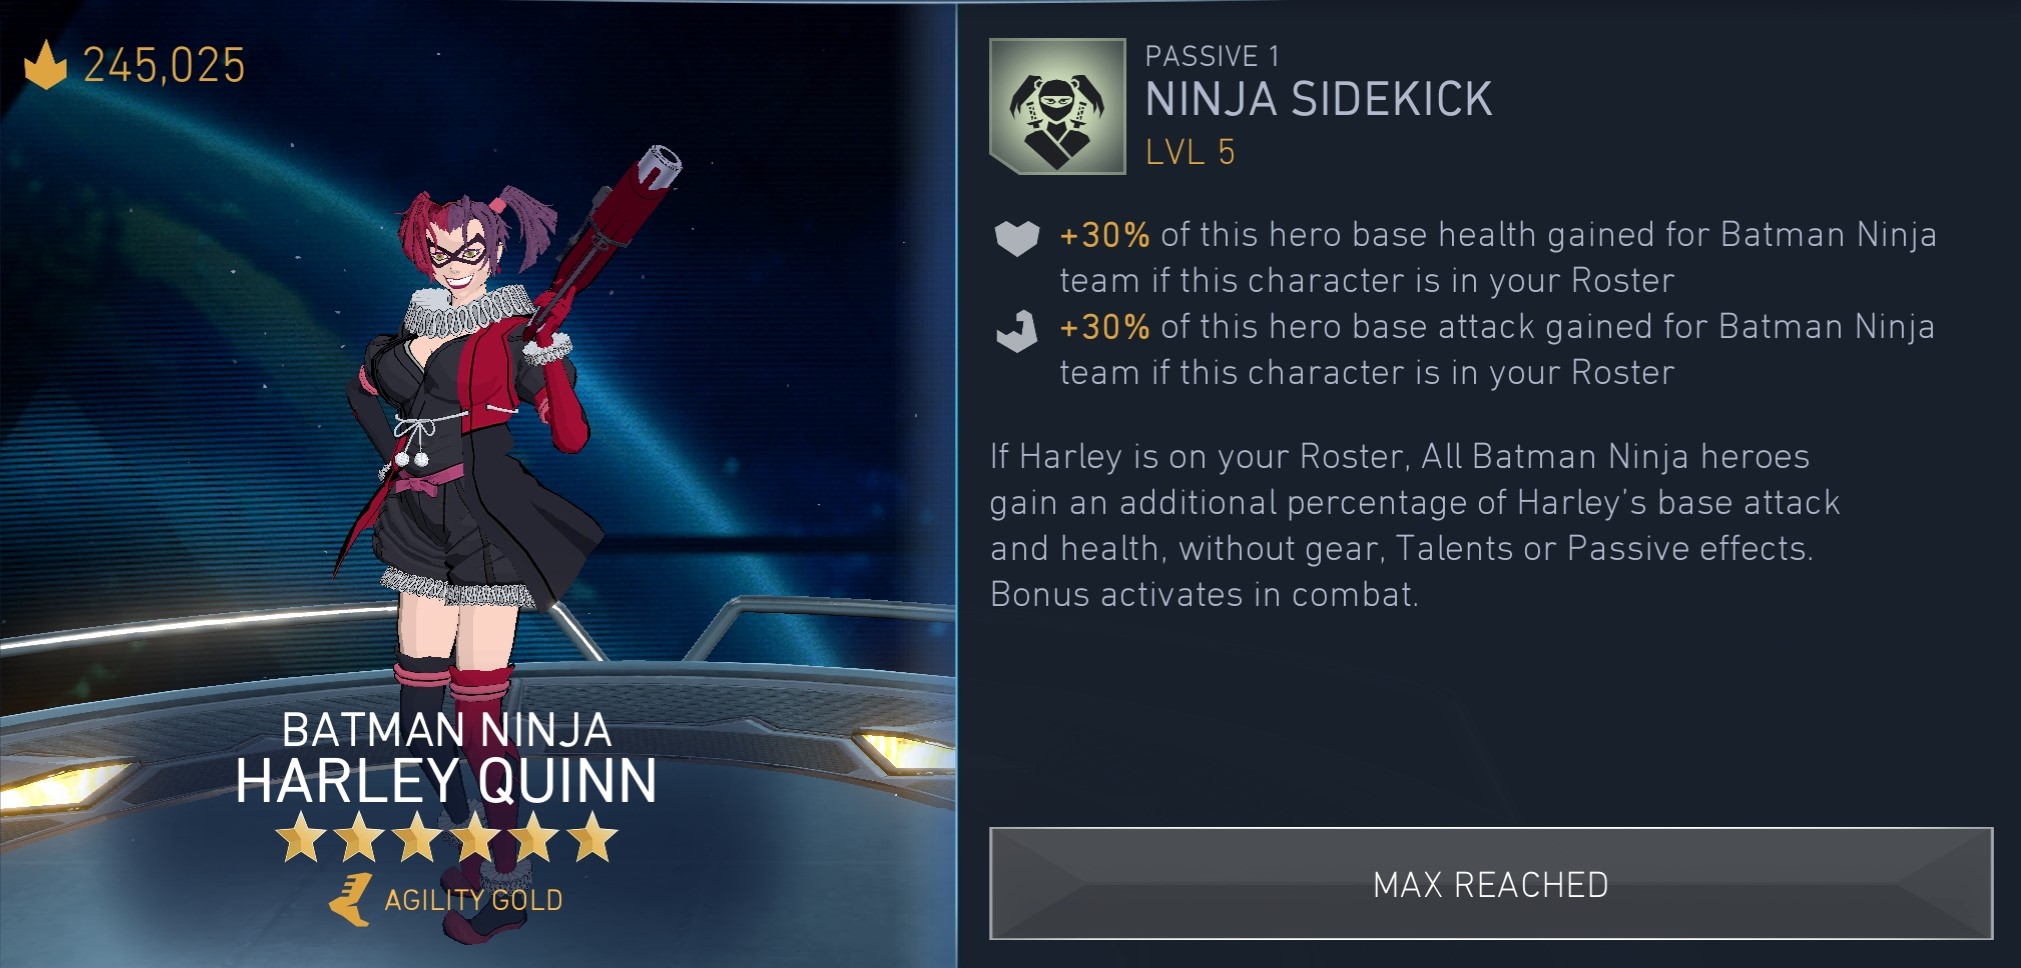 245,025
BATMAN NINJA
HARLEY QUINN
AGILITY GOLD
PASSIVE 1
NINJA SIDEKICK
LVL 5
+30% of this hero base health gained for Batman Ninja
team if this character is in your Roster
+30% of this hero base attack gained for Batman Ninja
team if this character is in your Roster
If Harley is on your Roster, All Batman Ninja heroes
gain an additional percentage of Harley's base attack
and health, without gear, Talents or Passive effects.
Bonus activates in combat.
MAX REACHED